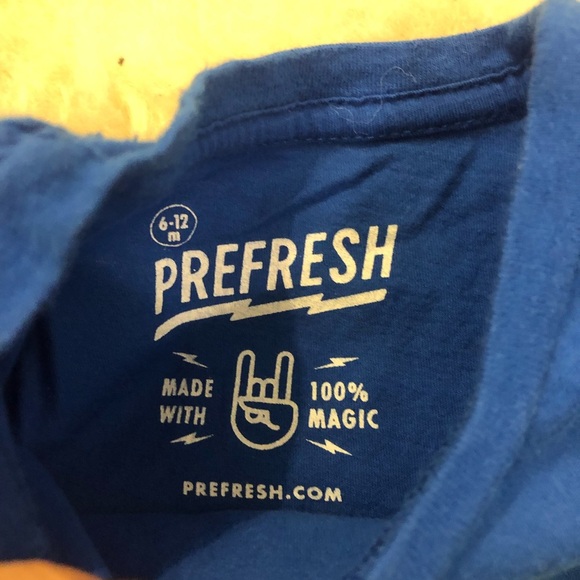 6-12
m
PREFRESH
MADE
WITH
100%
MAGIC
PREFRESH.COM